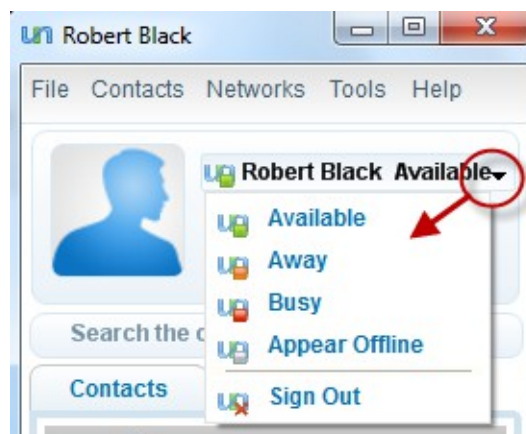 un Robert Black
File Contacts Networks Tools Help
Robert Black Available
Available
Away
Busy
Appear Offline
Search the
Contacts
Sign Out